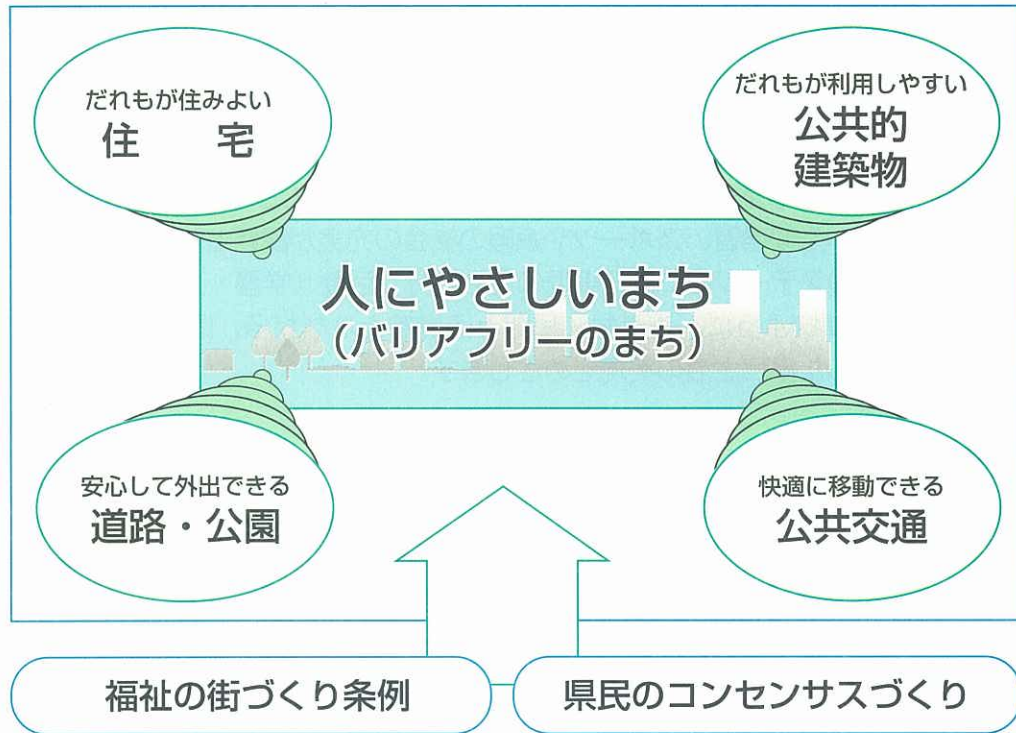 だれもが住みよい
住　宅
だれもが利用しやすい
公共的
建築物
人にやさしいまち
（バリアフリーのまち）
安心して外出できる
道路・公園
快適に移動できる
公共交通
福祉の街づくり条例
県民のコンセンサスづくり